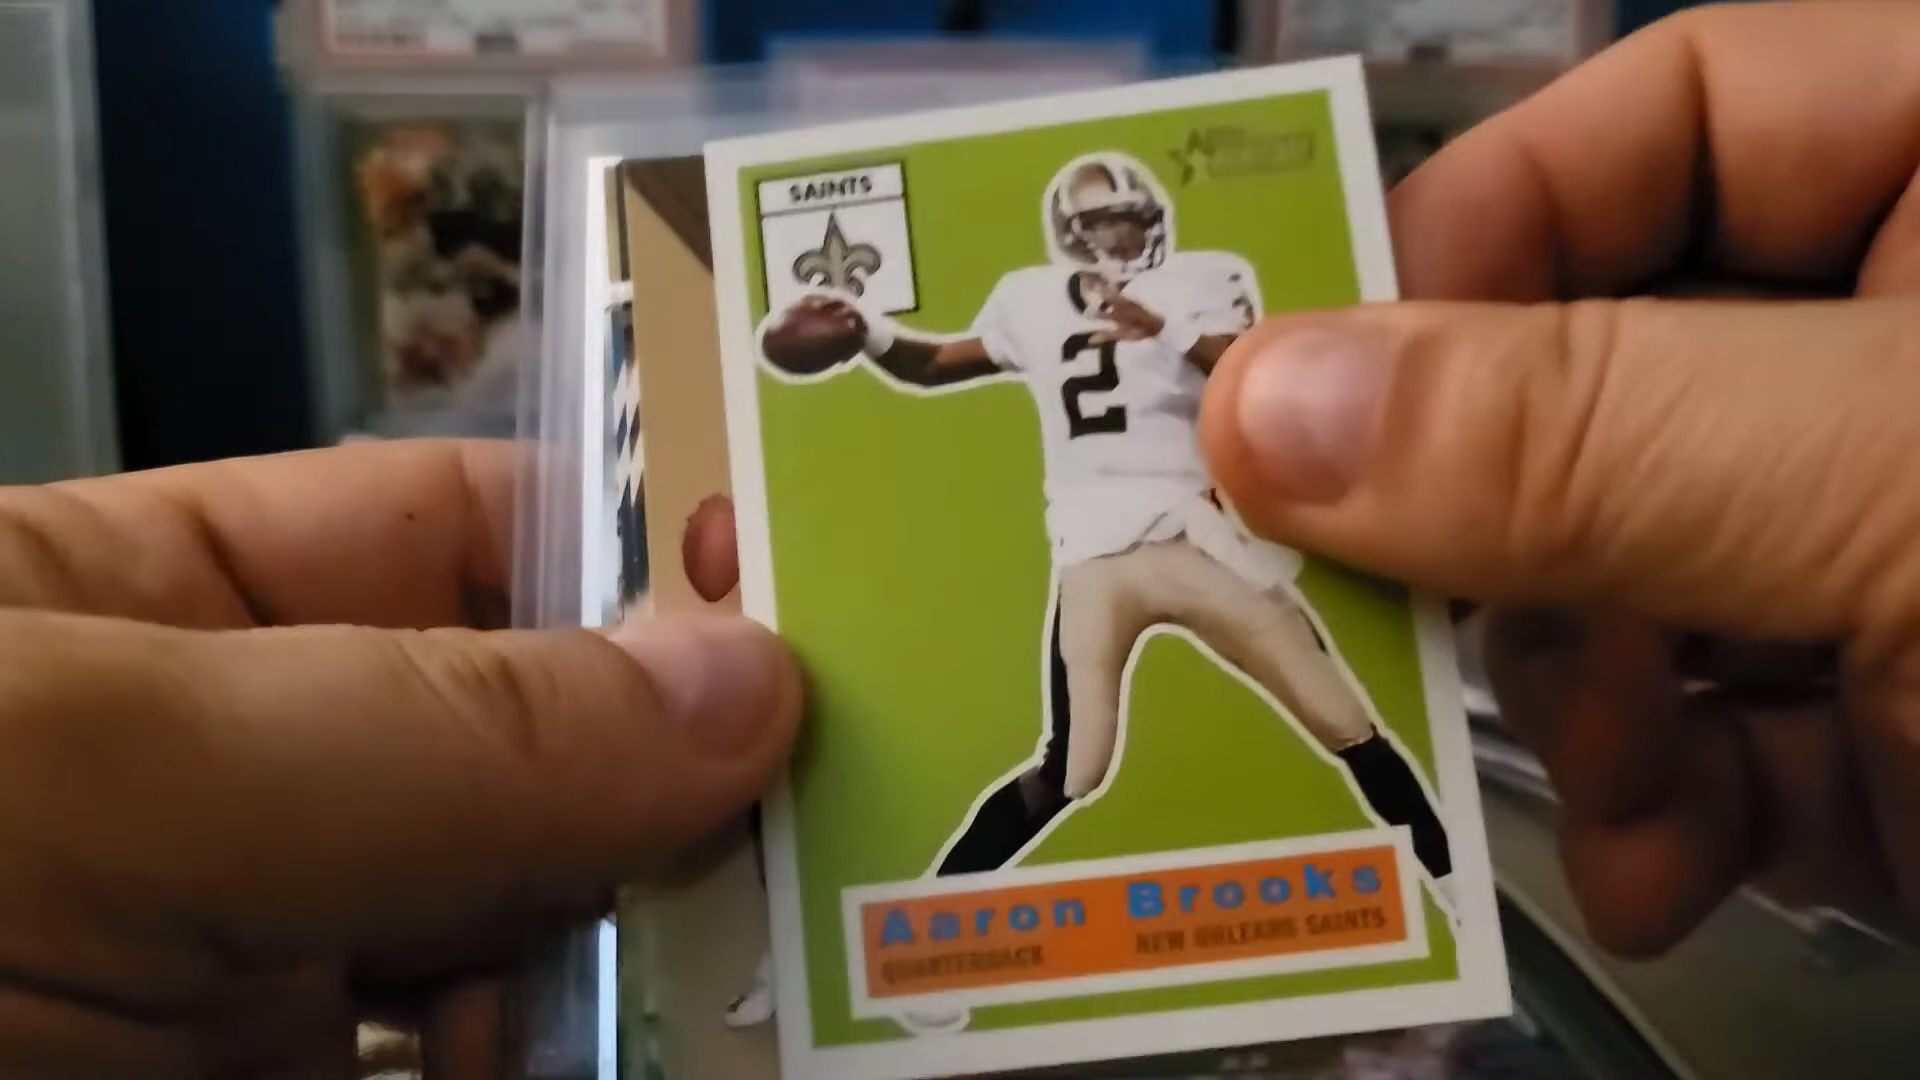 SAINTS
2
Aaron Brooks
QUARTERBACK NEW ORLEANS SAINTS